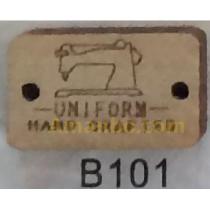 UNIFORM
HAND CRAFTED
B101